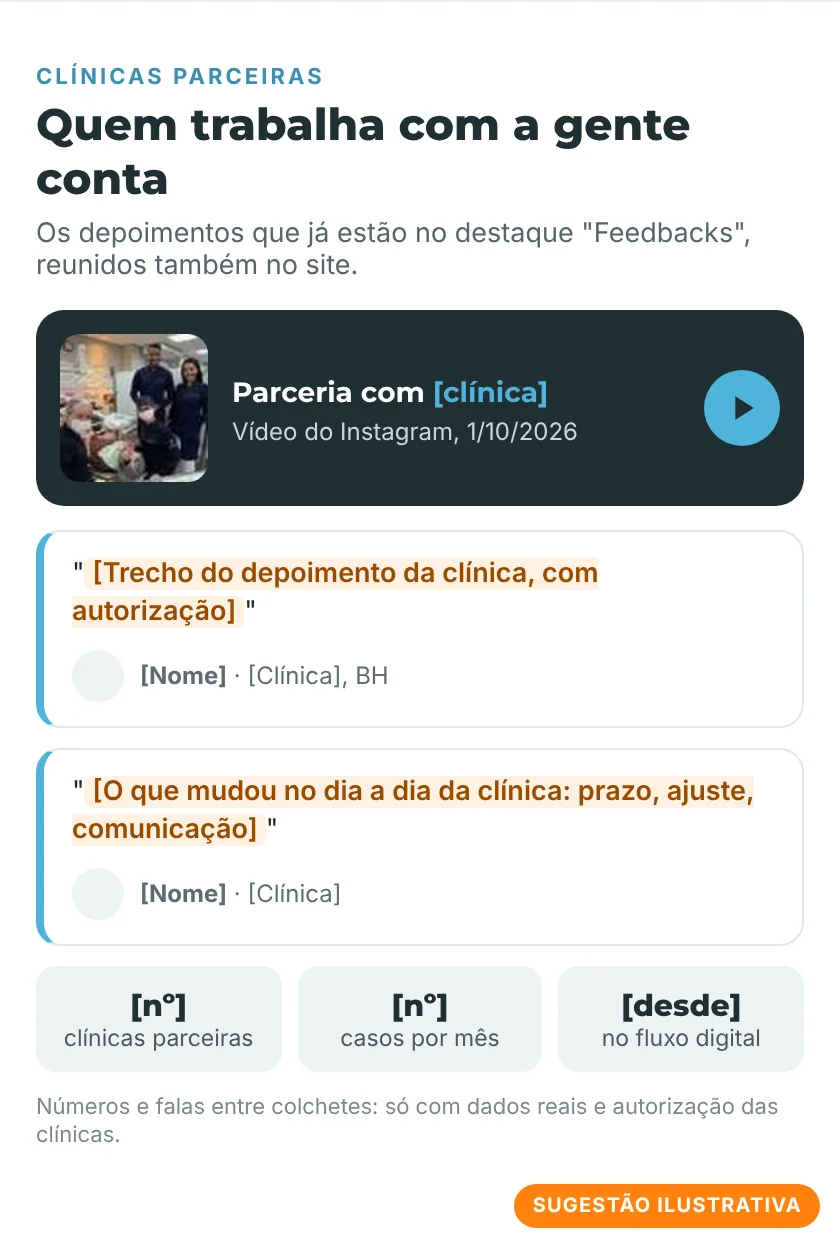 CLÍNICAS PARCEIRAS
Quem trabalha com a gente
conta
Os depoimentos que já estão no destaque "Feedbacks",
reunidos também no site.
Parceria com [clínica]
Vídeo do Instagram, 1/10/2026
" [Trecho do depoimento da clínica, com
autorização] "
[Nome] · [Clínica], BH
" [O que mudou no dia a dia da clínica: prazo, ajuste,
comunicação] "
[Nome] · [Clínica]
[nº]
clínicas parceiras
[nº]
casos por mês
[desde]
no fluxo digital
Números e falas entre colchetes: só com dados reais e autorização das
clínicas.
SUGESTÃO ILUSTRATIVA